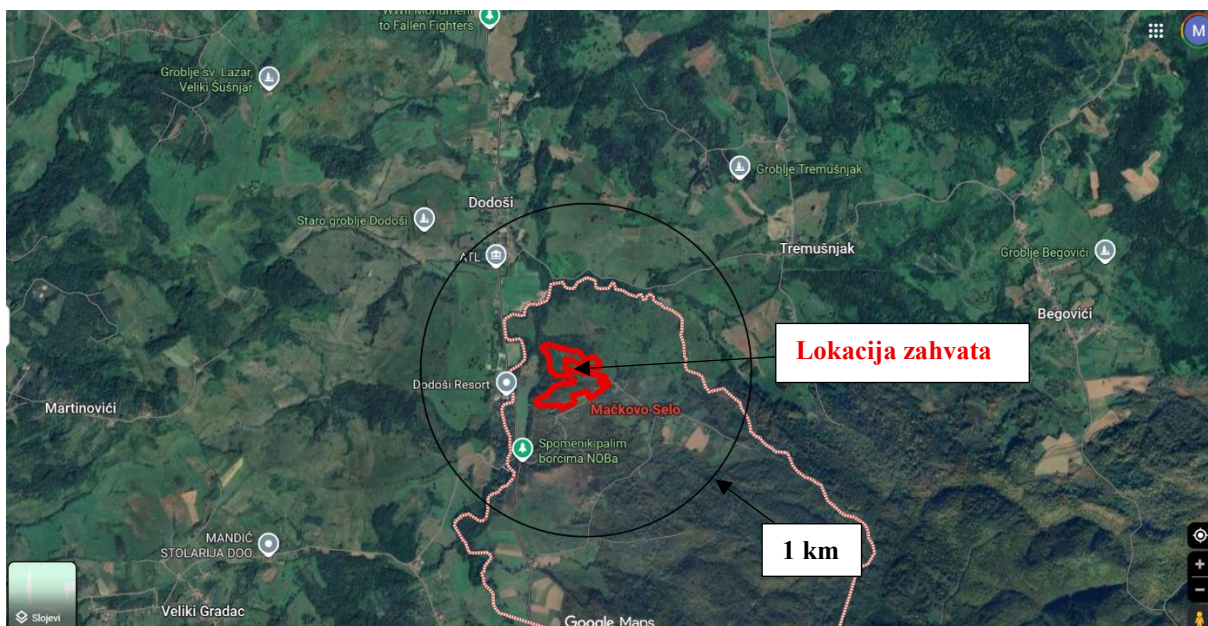 WWII Monument
to Fallen Fighters
M
Groblje sv. Lazar,
Veliki Šušnjar
Groblje Tremušnjak
Dodoši
Staro groblje Dodoši
ATL
Tremušnjak
Groblje Begovići
Begovići
Lokacija zahvata
Dodoši Resort
Martinovići
Mačkovo Selo
Spomenik palim
borcima NOBa
MANDIĆ
STOLARIJA DOO
1 km
Veliki Gradac
Slojevi
Google Maps